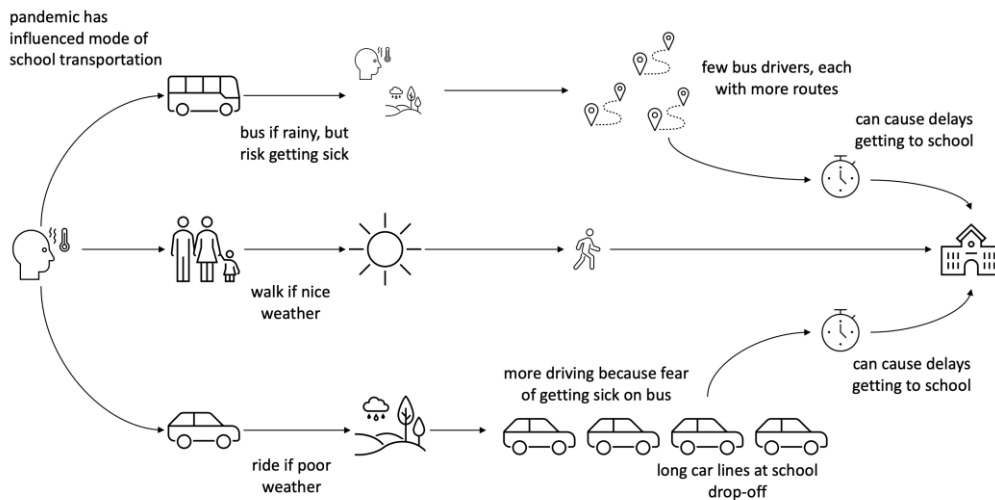 pandemic has
influenced mode of
school transportation
bus if rainy, but
risk getting sick
few bus drivers, each
with more routes
can cause delays
getting to school
walk if nice
weather
more driving because fear
of getting sick on bus
can cause delays
getting to school
ride if poor
weather
long car lines at school
drop-off